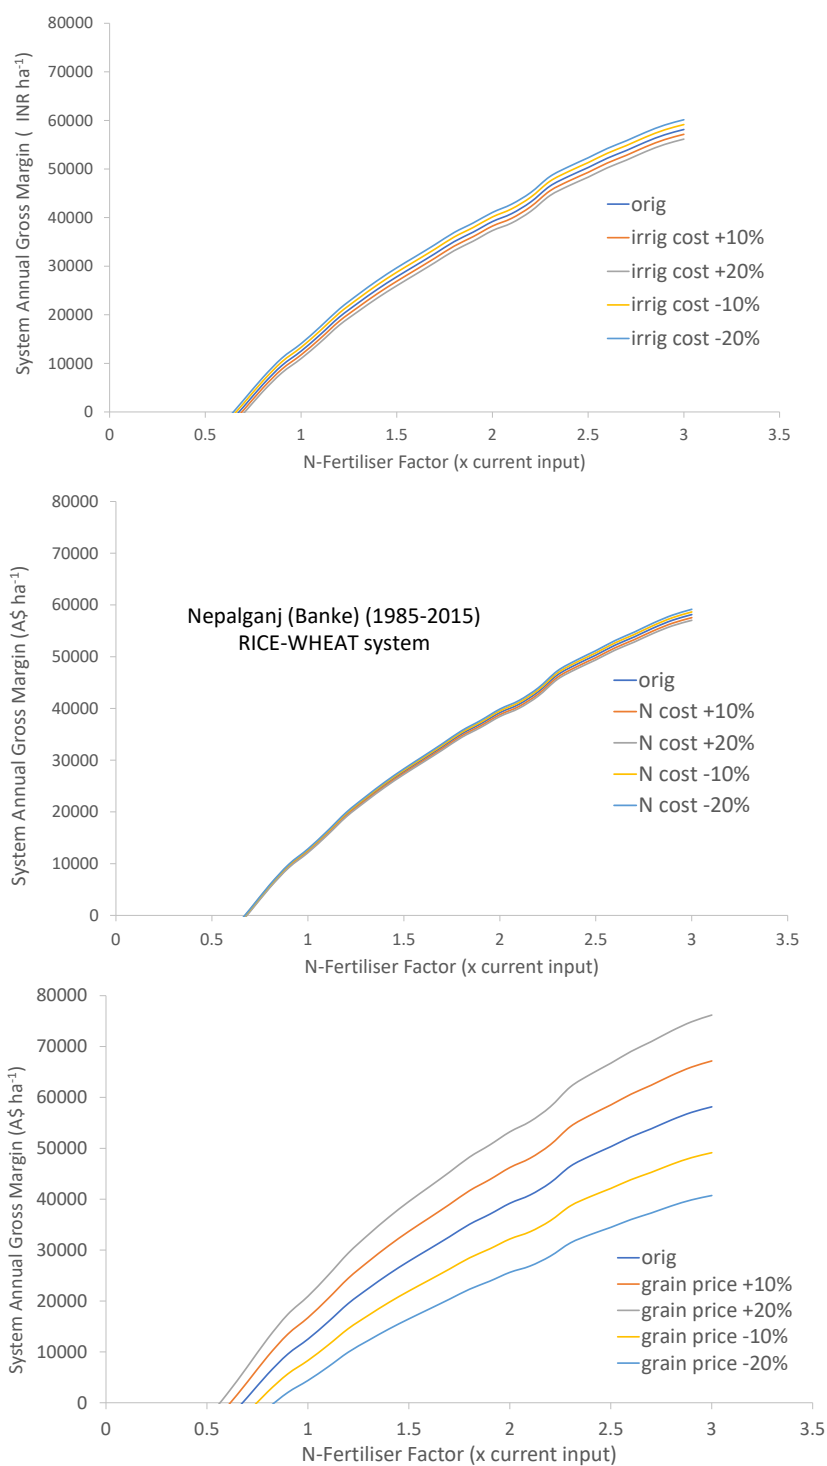 80000
70000
60000
50000
40000
30000
20000
10000
0
System Annual Gross Margin ( INR ha-1)
orig
irrig cost +10%
irrig cost +20%
irrig cost -10%
irrig cost -20%
0 0.5 1 1.5 2 2.5 3 3.5
N-Fertiliser Factor (x current input)
80000
70000
60000
50000
40000
30000
20000
10000
0
System Annual Gross Margin (A$ ha-1)
Nepalganj (Banke) (1985-2015)
RICE-WHEAT system
orig
N cost +10%
N cost +20%
N cost -10%
N cost -20%
0 0.5 1 1.5 2 2.5 3 3.5
N-Fertiliser Factor (x current input)
80000
70000
60000
50000
40000
30000
20000
10000
0
System Annual Gross Margin (A$ ha-1)
orig
grain price +10%
grain price +20%
grain price -10%
grain price -20%
0 0.5 1 1.5 2 2.5 3 3.5
N-Fertiliser Factor (x current input)